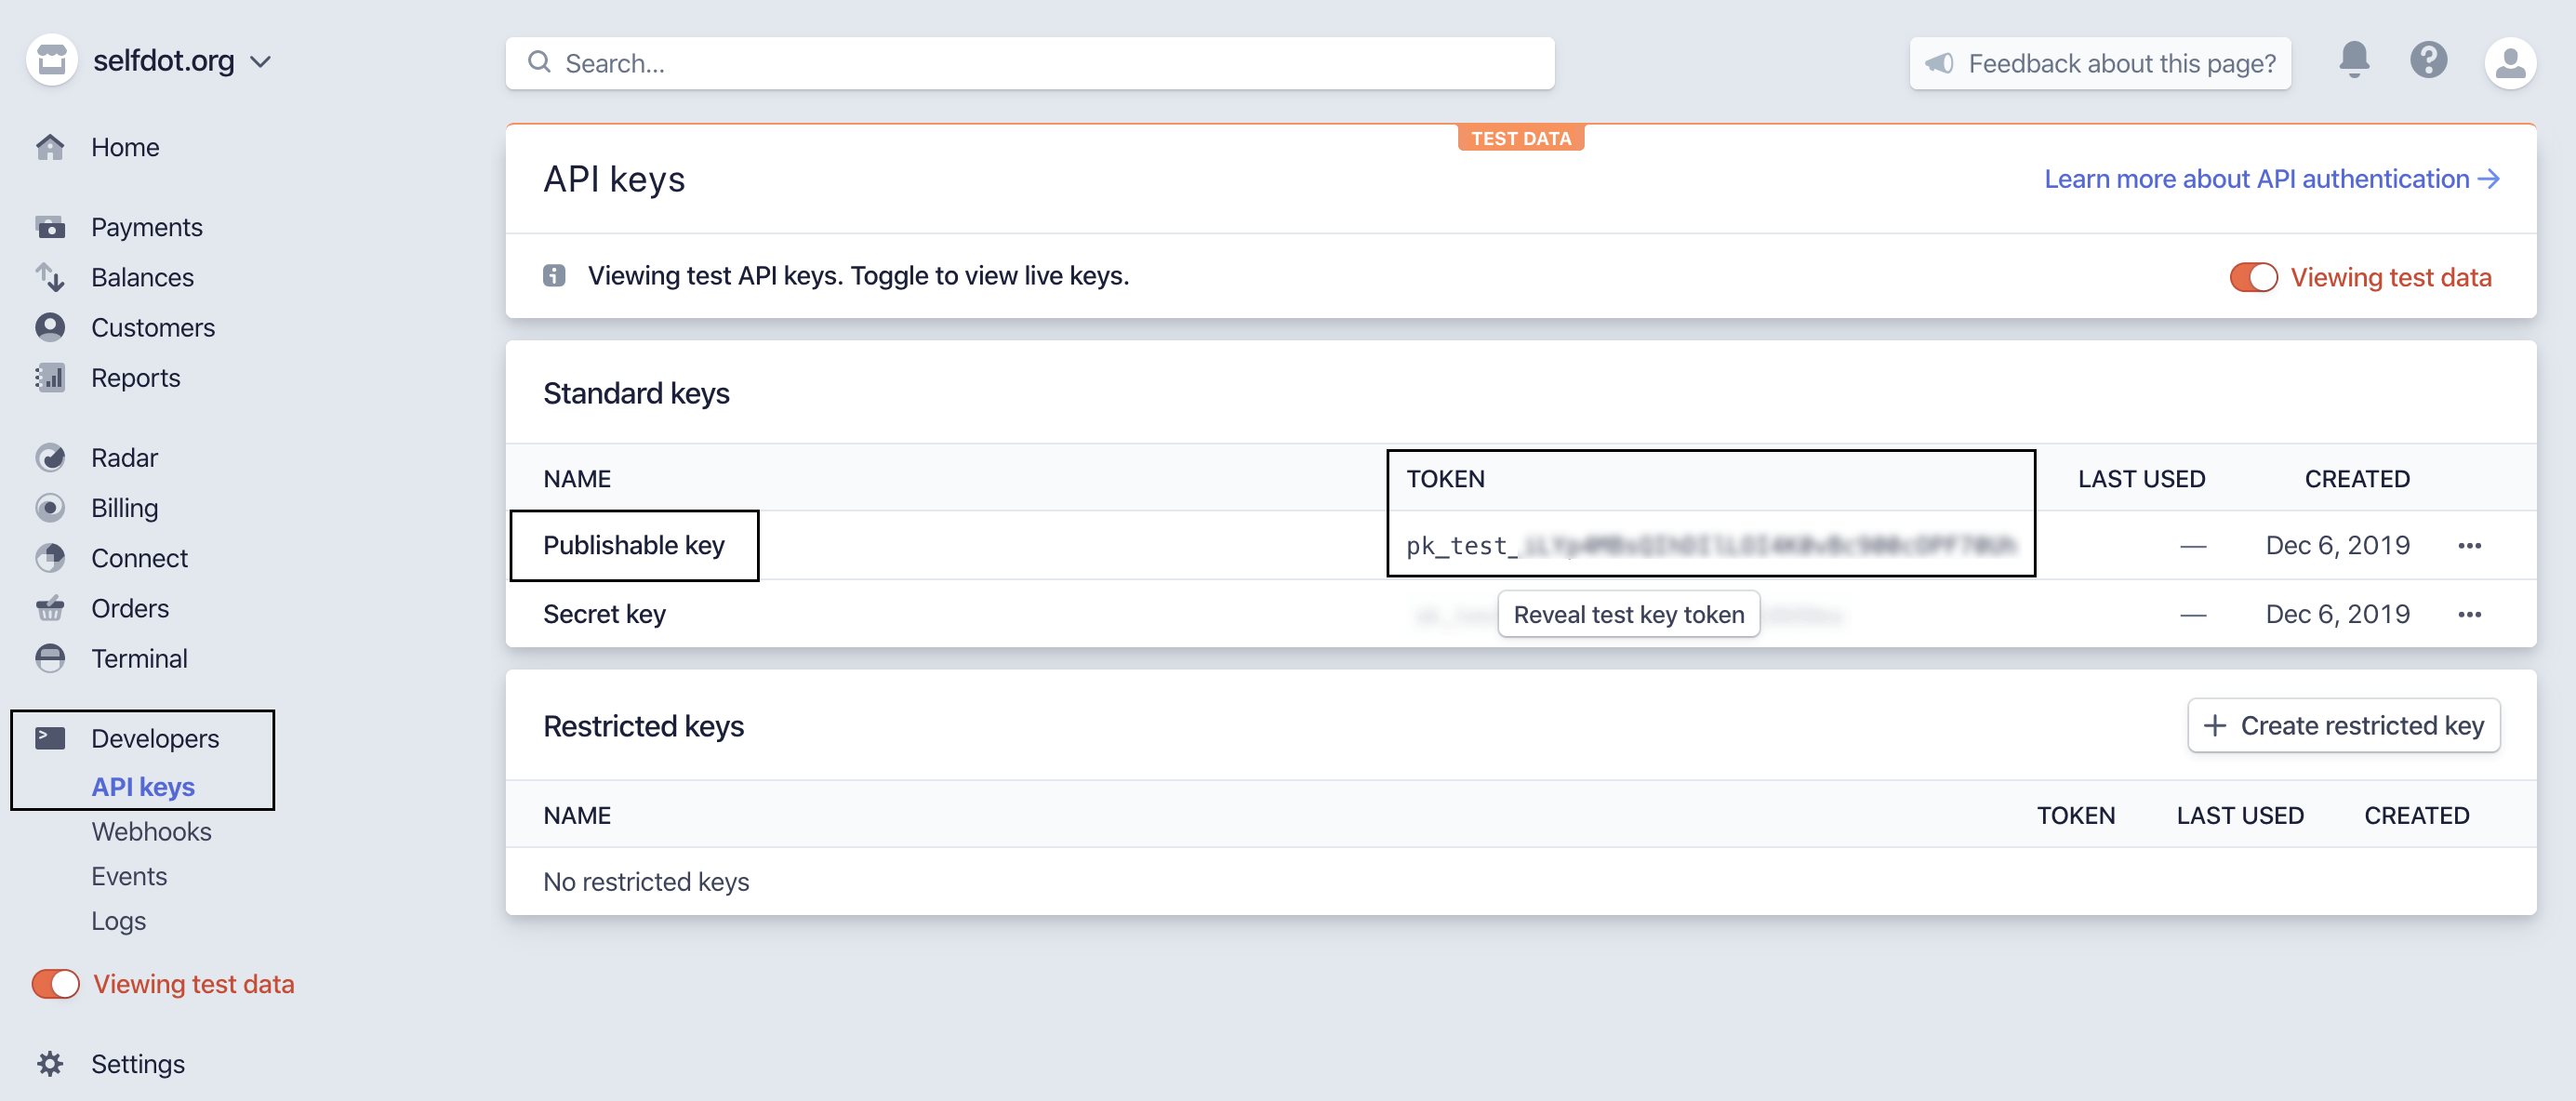 selfdot.org
Search...
Feedback about this page?
Home
Payments
Balances
Customers
Reports
Radar
Billing
Connect
Orders
Terminal
Developers
API keys
Webhooks
Events
Logs
Viewing test data
Settings
TEST DATA
API keys
Learn more about API authentication
Viewing test API keys. Toggle to view live keys.
Viewing test data
Standard keys
NAME TOKEN LAST USED CREATED
Publishable key pk_test_ — Dec 6, 2019
Secret key Reveal test key token — Dec 6, 2019
Restricted keys
Create restricted key
NAME TOKEN LAST USED CREATED
No restricted keys